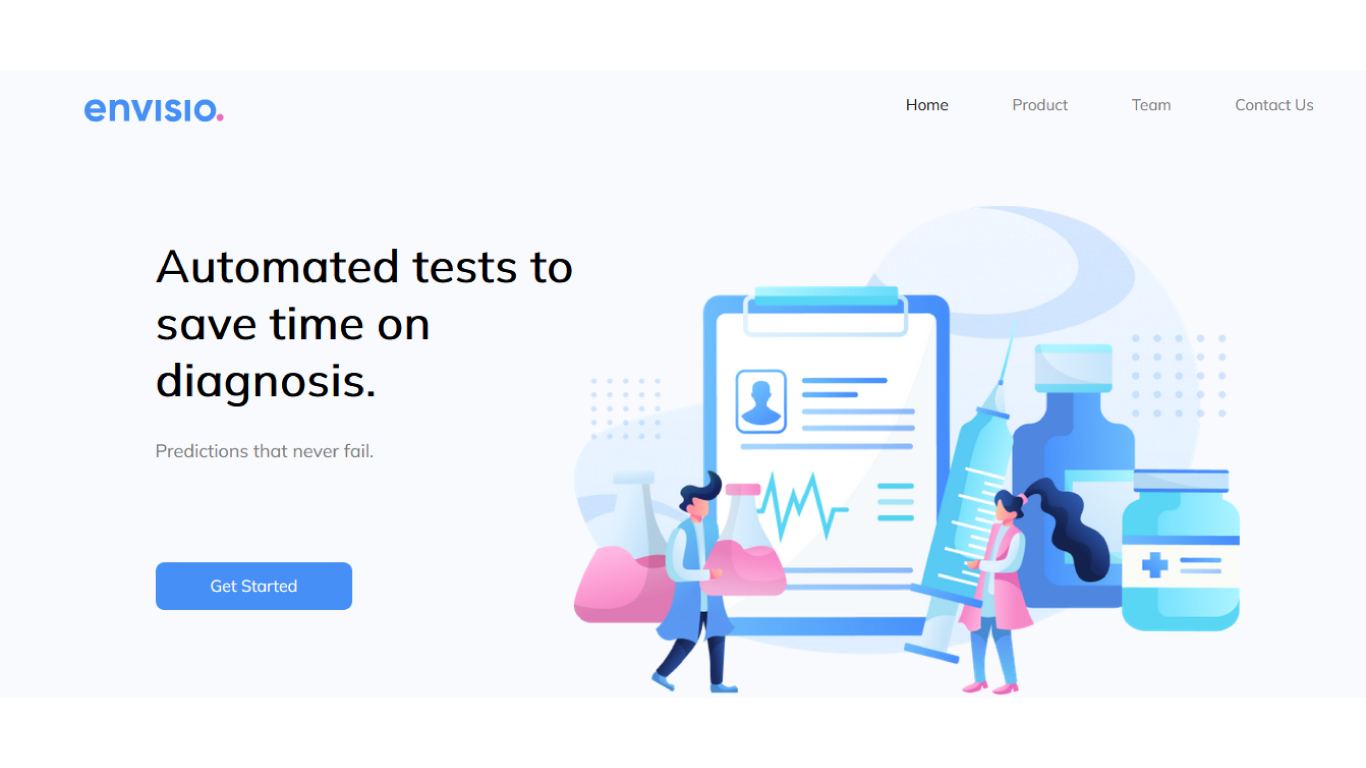 envisio.
Home
Product
Team
Contact Us
Automated tests to
save time on
diagnosis.
Predictions that never fail.
Get Started